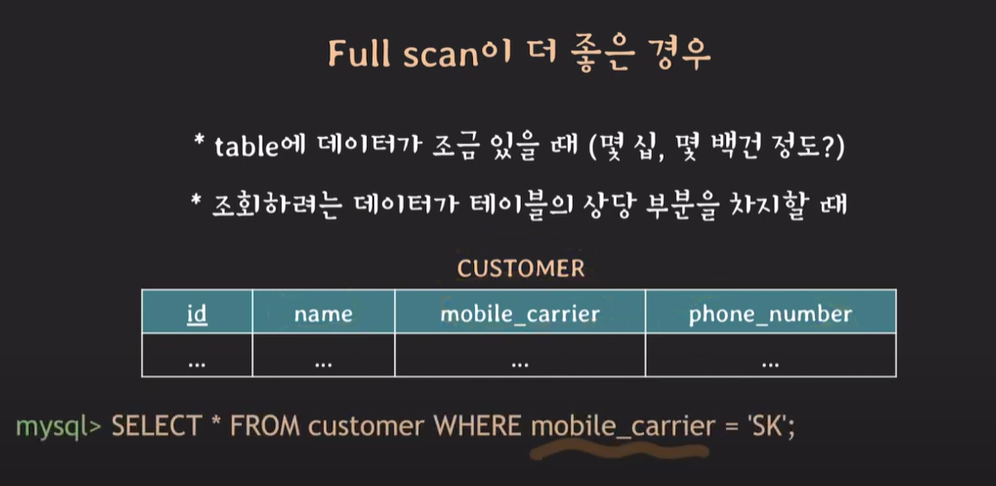 Full scan이 더 좋은 경우
* table에 데이터가 조금 있을 때 (몇 십, 몇 백건 정도?)
* 조회하려는 데이터가 테이블의 상당 부분을 차지할 때
CUSTOMER
id name mobile_carrier phone_number
... ... ... ...
mysql> SELECT * FROM customer WHERE mobile_carrier = 'SK';